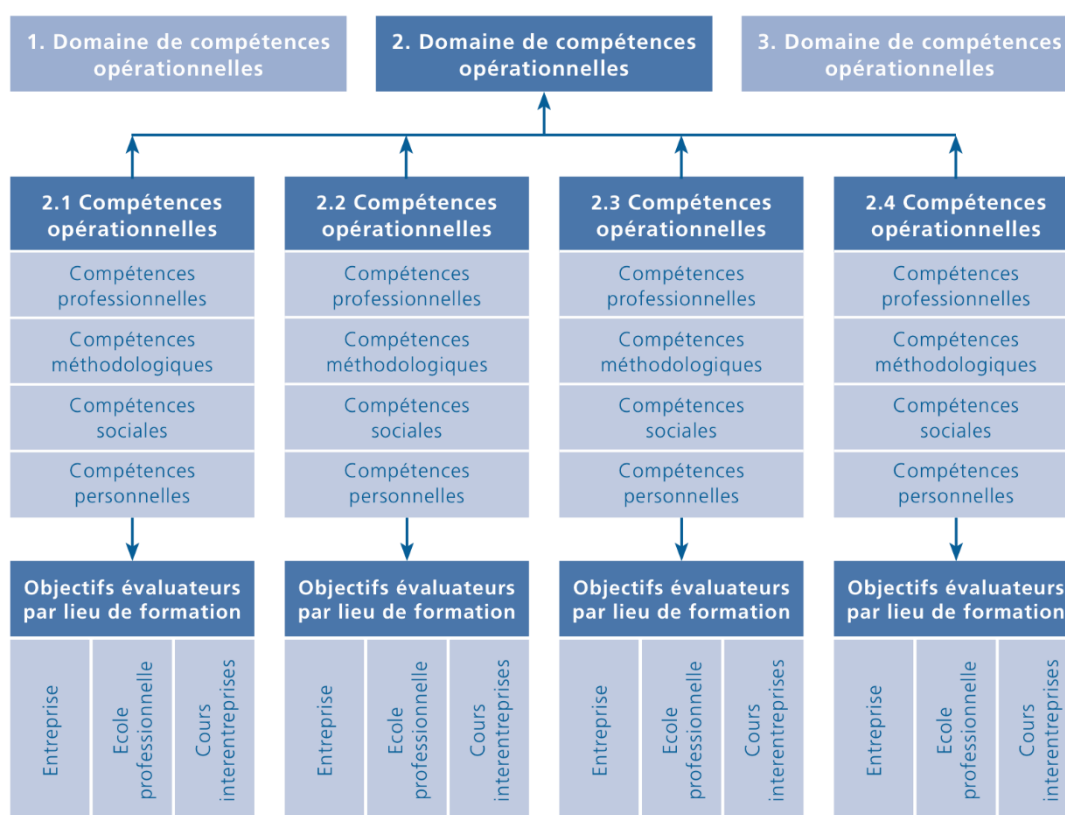 1. Domaine de compétences
opérationnelles
2. Domaine de compétences
opérationnelles
3. Domaine de compétences
opérationnelles
2.1 Compétences
opérationnelles
Compétences
professionnelles
Compétences
méthodologiques
Compétences
sociales
Compétences
personnelles
Objectifs évaluateurs
par lieu de formation
Entreprise
Ecole
professionnelle
Cours
interentreprises
2.2 Compétences
opérationnelles
Compétences
professionnelles
Compétences
méthodologiques
Compétences
sociales
Compétences
personnelles
Objectifs évaluateurs
par lieu de formation
Entreprise
Ecole
professionnelle
Cours
interentreprises
2.3 Compétences
opérationnelles
Compétences
professionnelles
Compétences
méthodologiques
Compétences
sociales
Compétences
personnelles
Objectifs évaluateurs
par lieu de formation
Entreprise
Ecole
professionnelle
Cours
interentreprises
2.4 Compétences
opérationnelles
Compétences
professionnelles
Compétences
méthodologiques
Compétences
sociales
Compétences
personnelles
Objectifs évaluateurs
par lieu de formation
Entreprise
Ecole
professionnelle
Cours
interentreprises